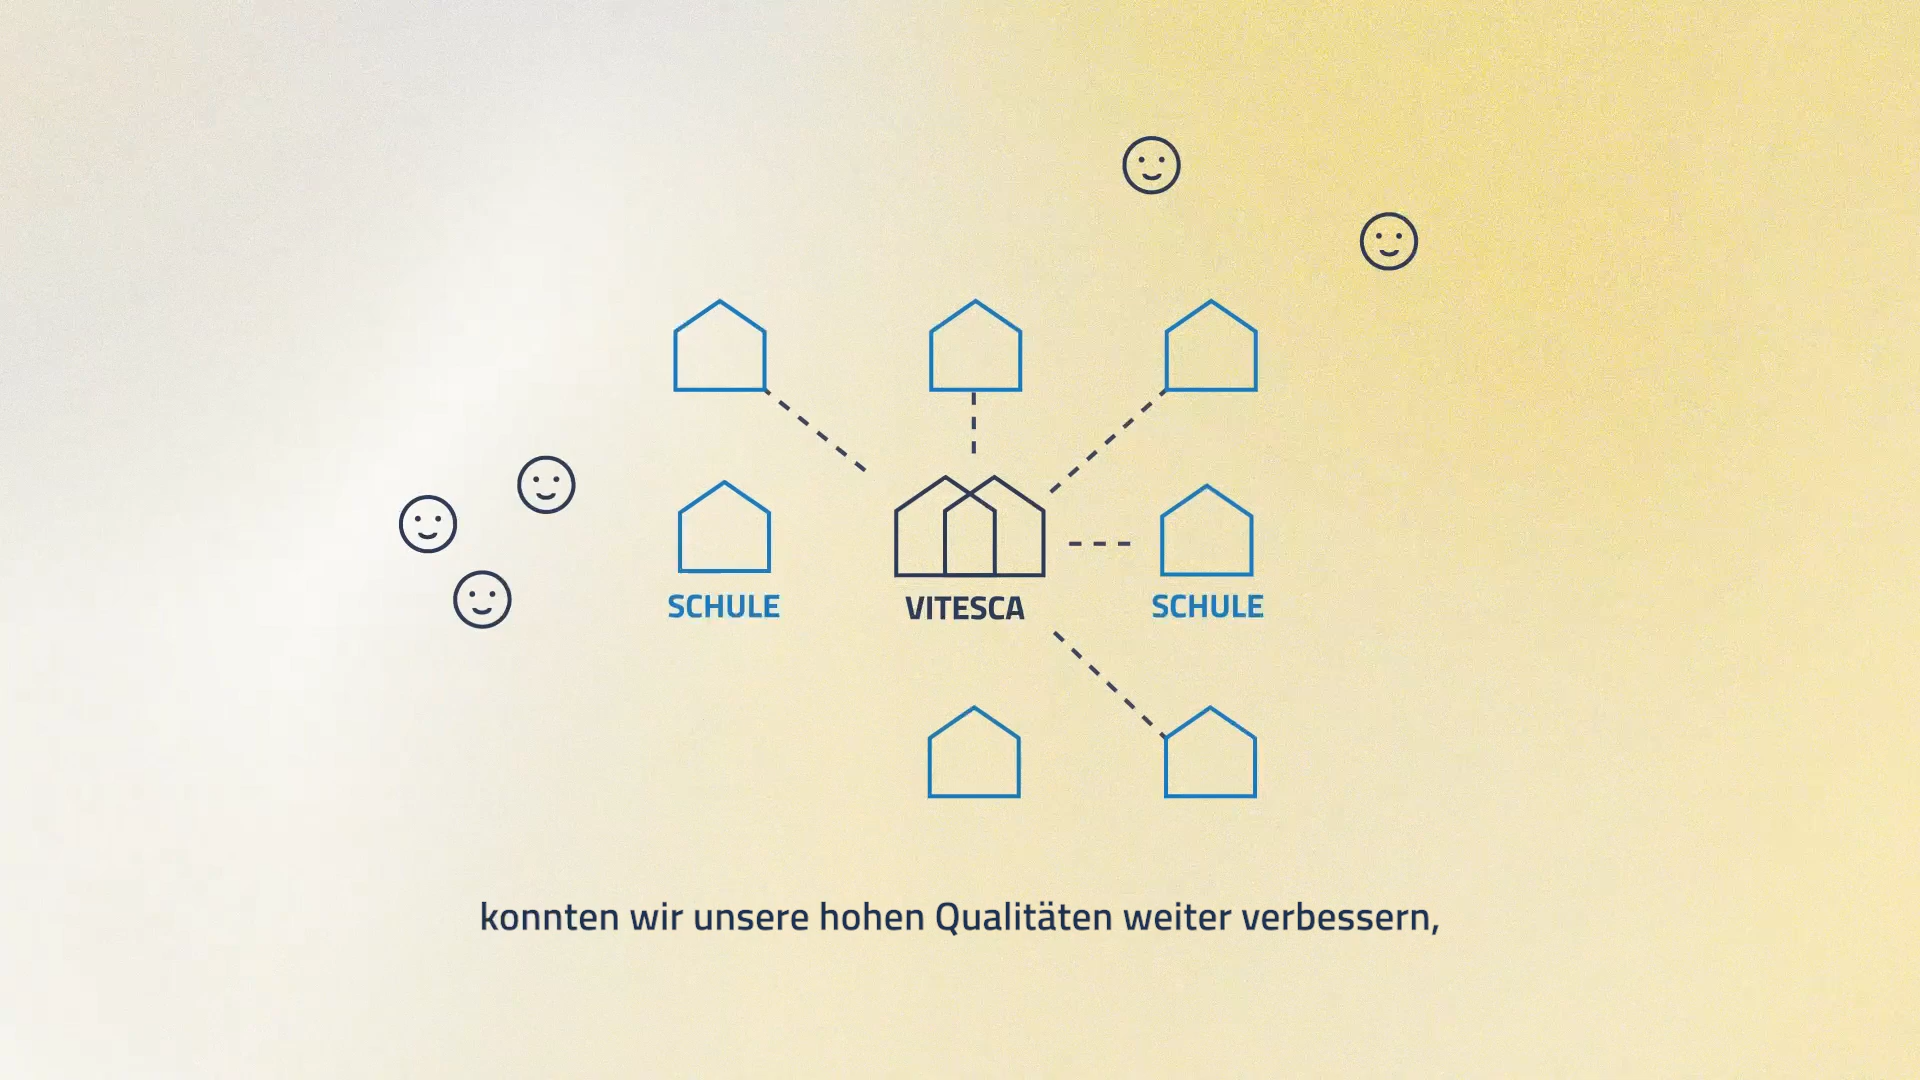 SCHULE
VITESCA
SCHULE
konnten wir unsere hohen Qualitäten weiter verbessern,